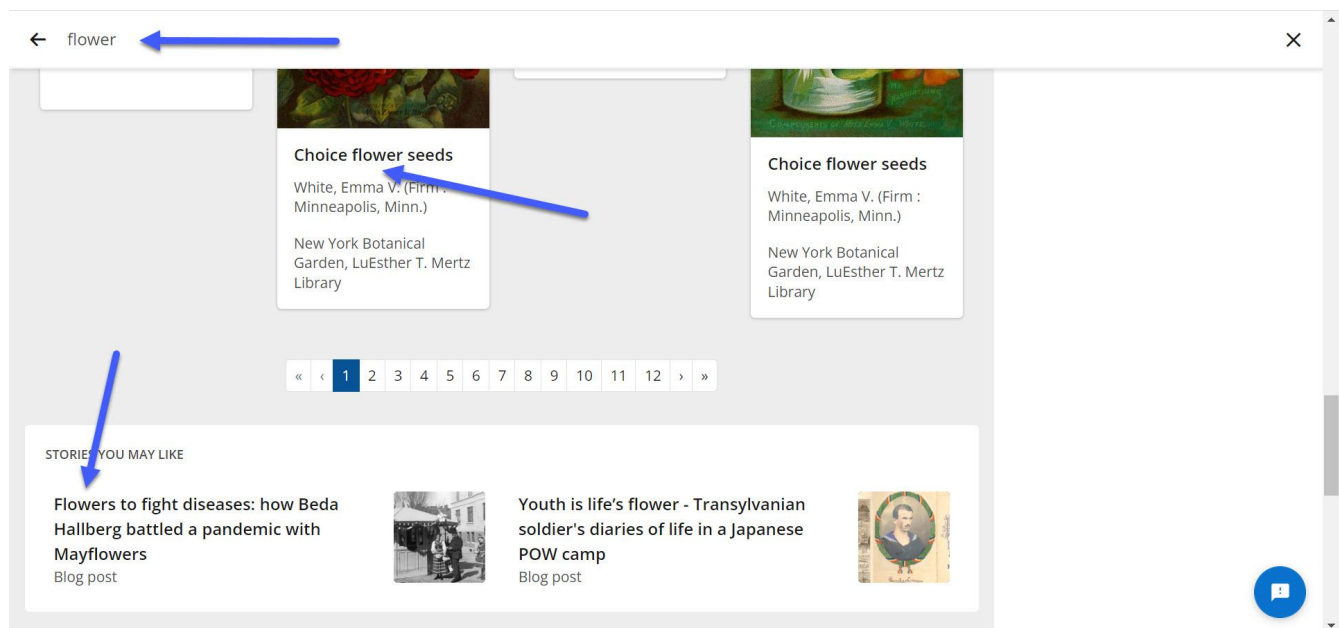 flower
Choice flower seeds
White, Emma V. (Firm :
Minneapolis, Minn.)
New York Botanical
Garden, LuEsther T. Mertz
Library
Choice flower seeds
White, Emma V. (Firm :
Minneapolis, Minn.)
New York Botanical
Garden, LuEsther T. Mertz
Library
« ‹ 1 2 3 4 5 6 7 8 9 10 11 12 › »
STORIES YOU MAY LIKE
Flowers to fight diseases: how Beda
Hallberg battled a pandemic with
Mayflowers
Blog post
Youth is life’s flower - Transylvanian
soldier's diaries of life in a Japanese
POW camp
Blog post